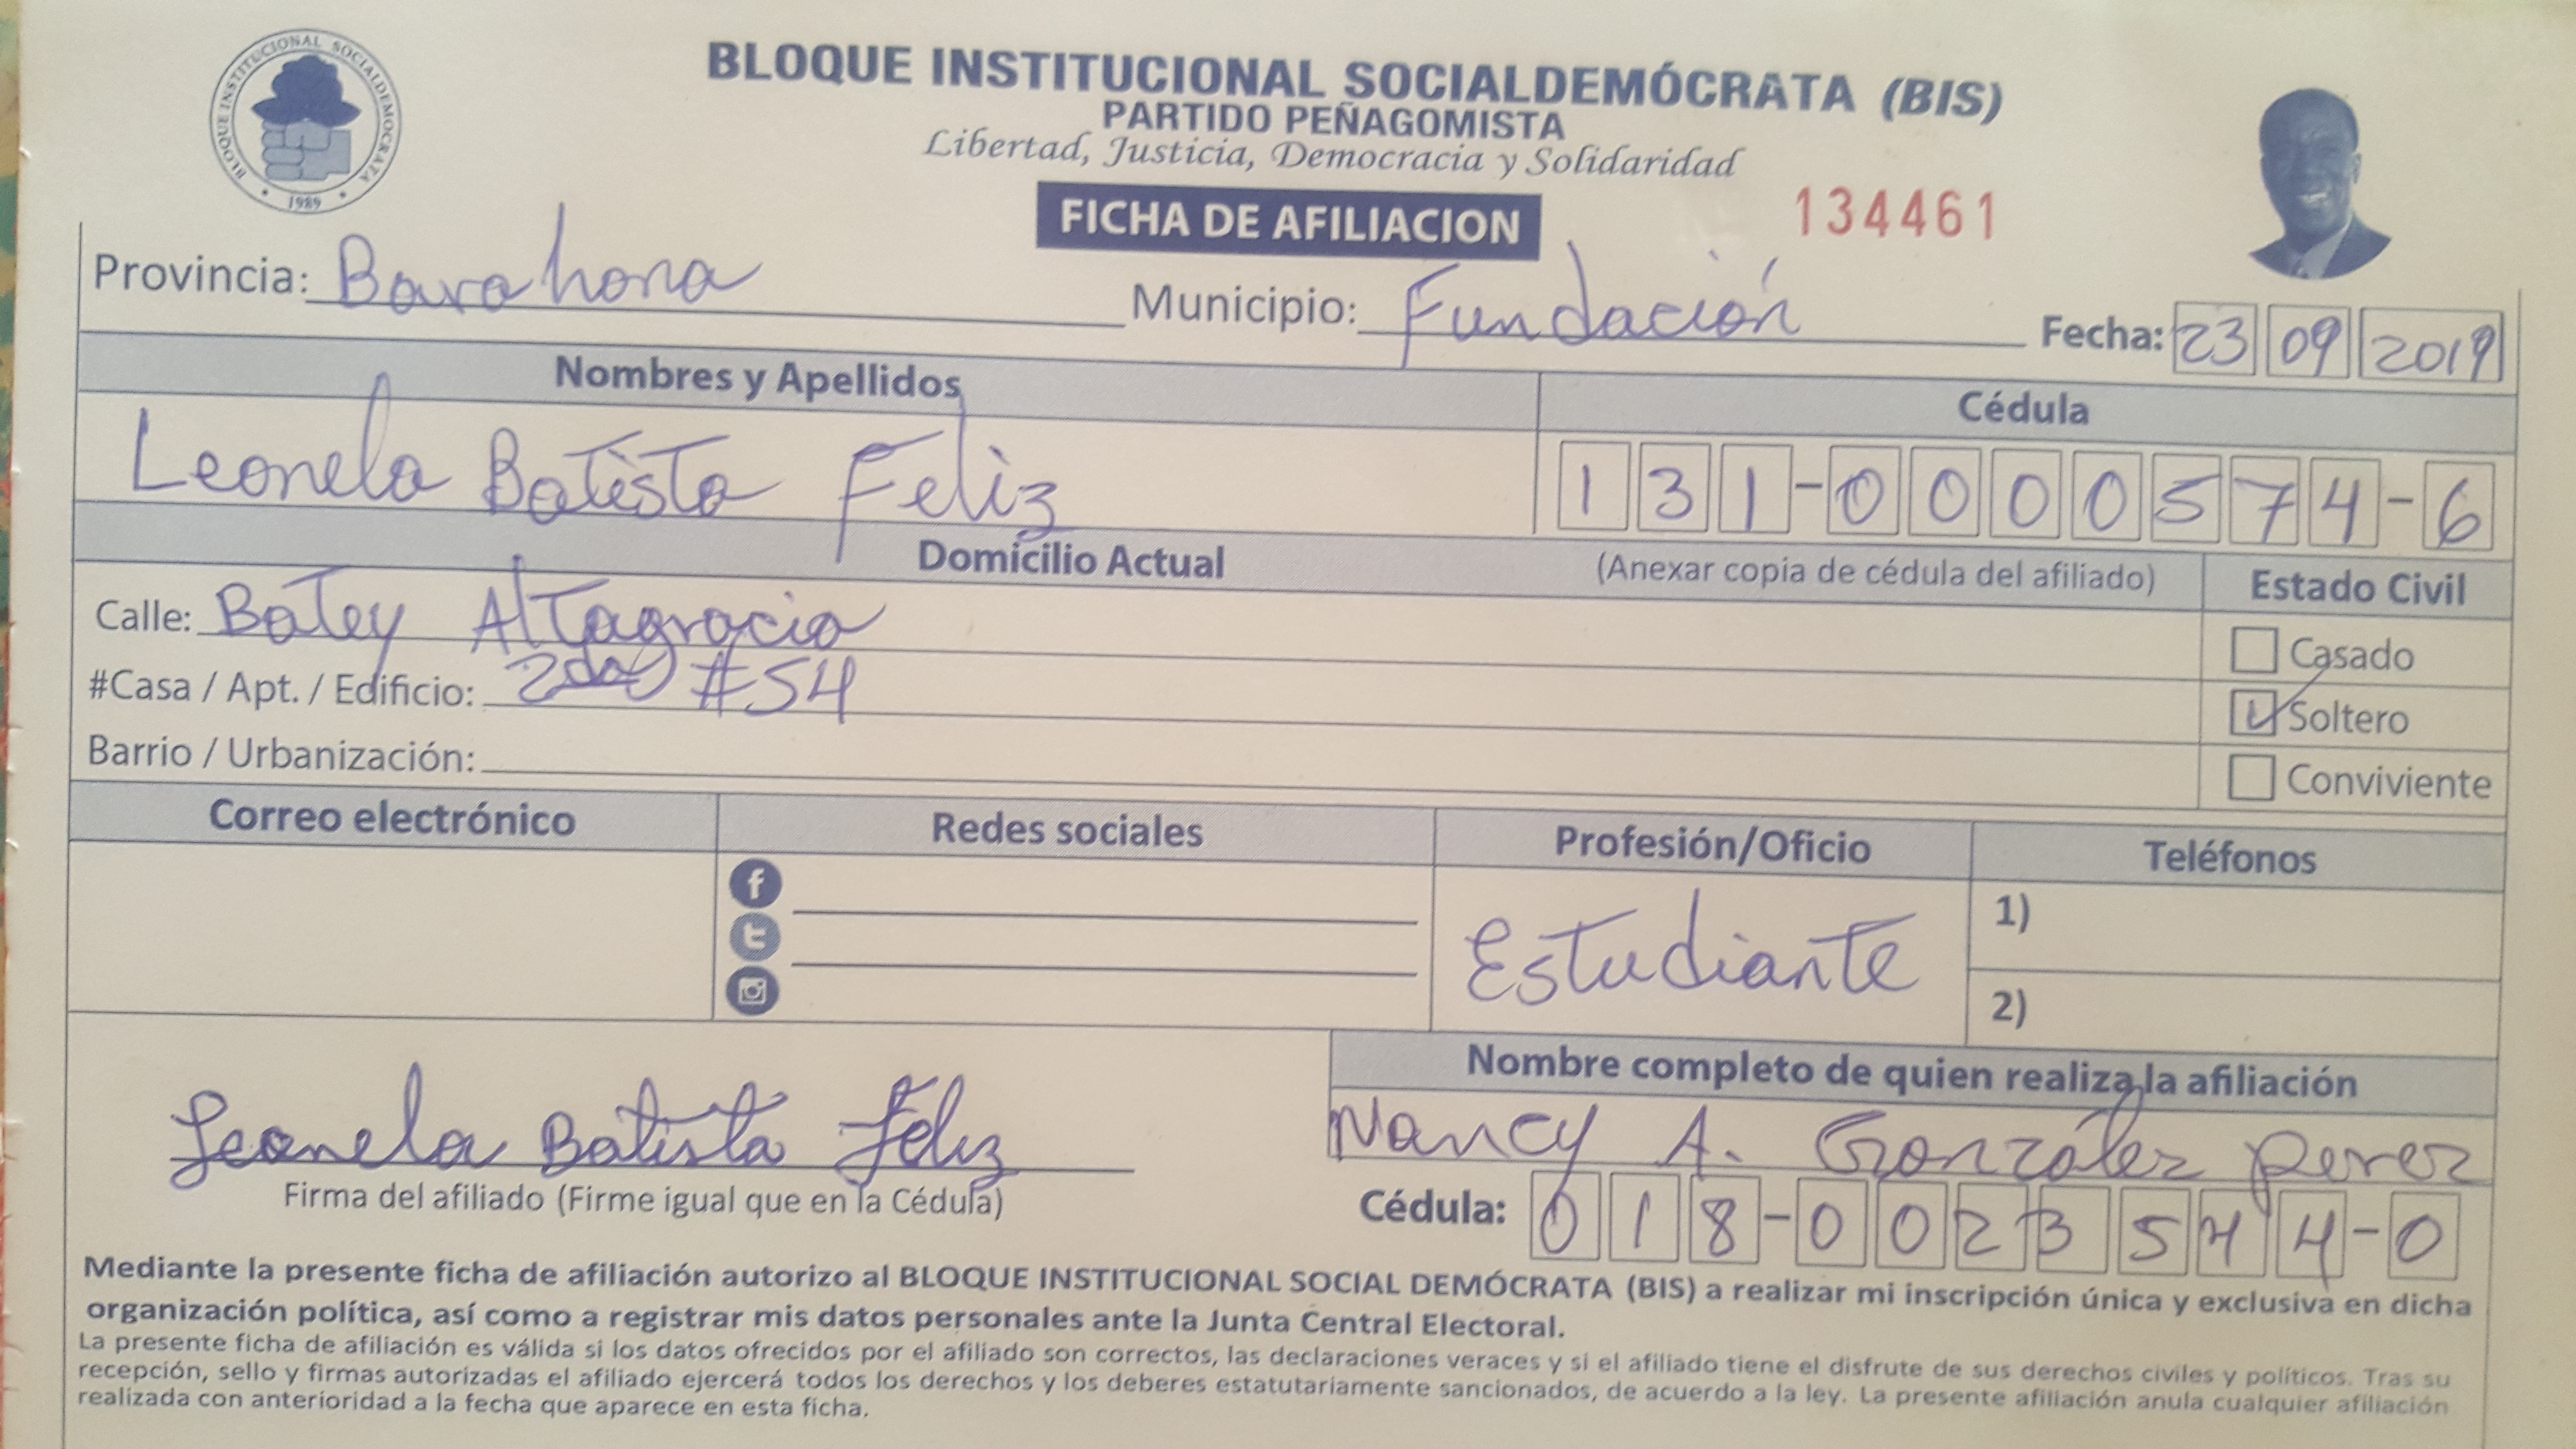 BLOQUE INSTITUCIONAL SOCIALDEMOCRATA
1989
BLOQUE INSTITUCIONAL SOCIALDEMÓCRATA (BIS)
PARTIDO PEÑAGOMISTA
Libertad, Justicia, Democracia y Solidaridad
FICHA DE AFILIACION
134461
Provincia: Barahona Municipio: Fundación Fecha: 23 09 2019
Nombres y Apellidos Cédula
Leonela Batista Feliz 131-0000574-6
Domicilio Actual (Anexar copia de cédula del afiliado) Estado Civil
Calle: Batey Altagracia
Casado
#Casa / Apt. / Edificio: 2da #54
Soltero
Barrio / Urbanización:
Conviviente
Correo electrónico Redes sociales Profesión/Oficio Teléfonos
1)
Estudiante
2)
Nombre completo de quien realiza la afiliación
Leonela Batista Feliz Nancy A. González Perez
Firma del afiliado (Firme igual que en la Cédula) Cédula: 018-0023544-0
Mediante la presente ficha de afiliación autorizo al BLOQUE INSTITUCIONAL SOCIAL DEMÓCRATA (BIS) a realizar mi inscripción única y exclusiva en dicha
organización política, así como a registrar mis datos personales ante la Junta Central Electoral.
La presente ficha de afiliación es válida si los datos ofrecidos por el afiliado son correctos, las declaraciones veraces y si el afiliado tiene el disfrute de sus derechos civiles y políticos. Tras su
recepción, sello y firmas autorizadas el afiliado ejercerá todos los derechos y los deberes estatutariamente sancionados, de acuerdo a la ley. La presente afiliación anula cualquier afiliación
realizada con anterioridad a la fecha que aparece en esta ficha.